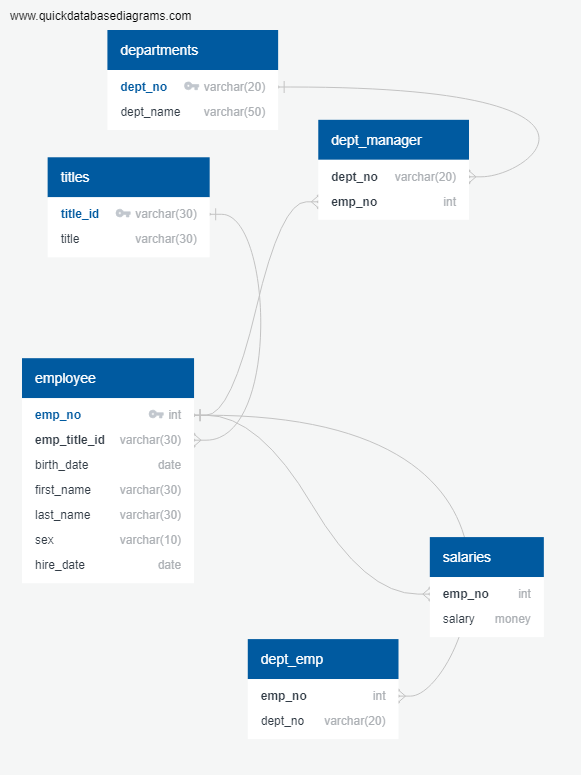 www.quickdatabasediagrams.com
departments
dept_no varchar(20)
dept_name varchar(50)
dept_manager
dept_no varchar(20)
emp_no int
titles
title_id varchar(30)
title varchar(30)
employee
emp_no int
emp_title_id varchar(30)
birth_date date
first_name varchar(30)
last_name varchar(30)
sex varchar(10)
hire_date date
salaries
emp_no int
salary money
dept_emp
emp_no int
dept_no varchar(20)